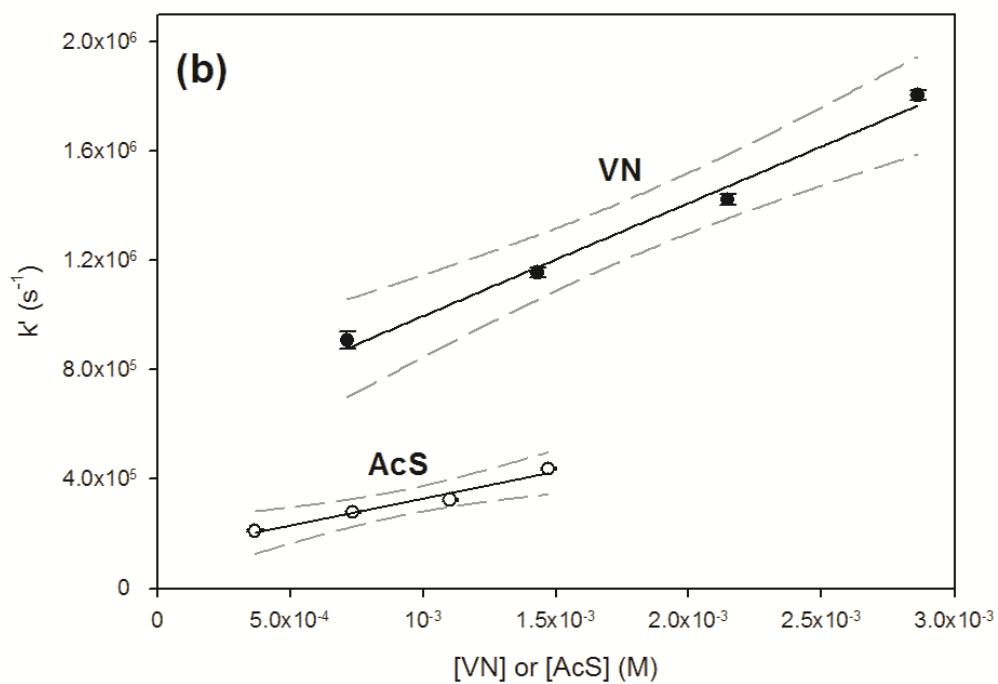 (b)
k' (s⁻¹)
2.0x10⁶
1.6x10⁶
1.2x10⁶
8.0x10⁵
4.0x10⁵
0
VN
AcS
0 5.0x10⁻⁴ 10⁻³ 1.5x10⁻³ 2.0x10⁻³ 2.5x10⁻³ 3.0x10⁻³
[VN] or [AcS] (M)